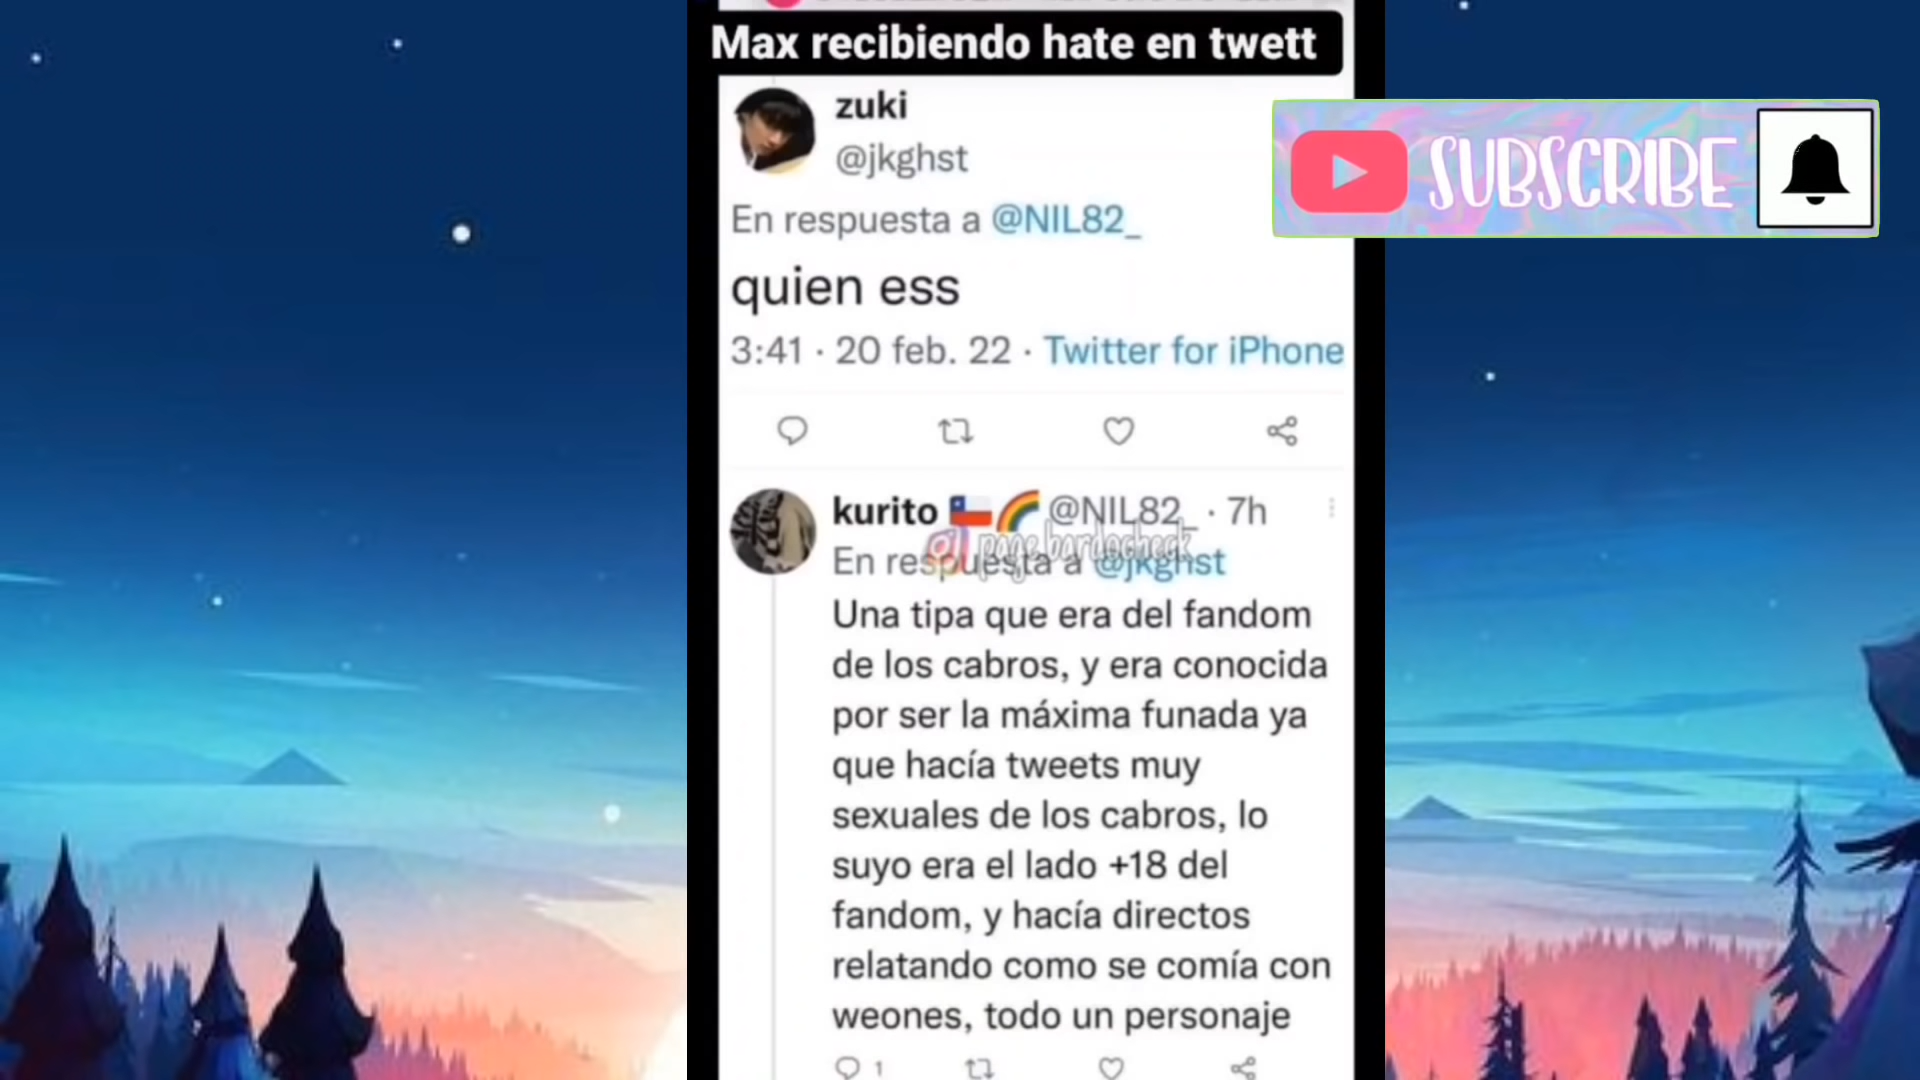 Max recibiendo hate en twett
zuki
@jkghst
SUBSCRIBE
En respuesta a @NIL82_
quien ess
3:41 · 20 feb. 22 · Twitter for iPhone
kurito @NIL82_ · 7h
page.bardocheck
En respuesta a @jkghst
Una tipa que era del fandom
de los cabros, y era conocida
por ser la máxima funada ya
que hacía tweets muy
sexuales de los cabros, lo
suyo era el lado +18 del
fandom, y hacía directos
relatando como se comía con
weones, todo un personaje
1